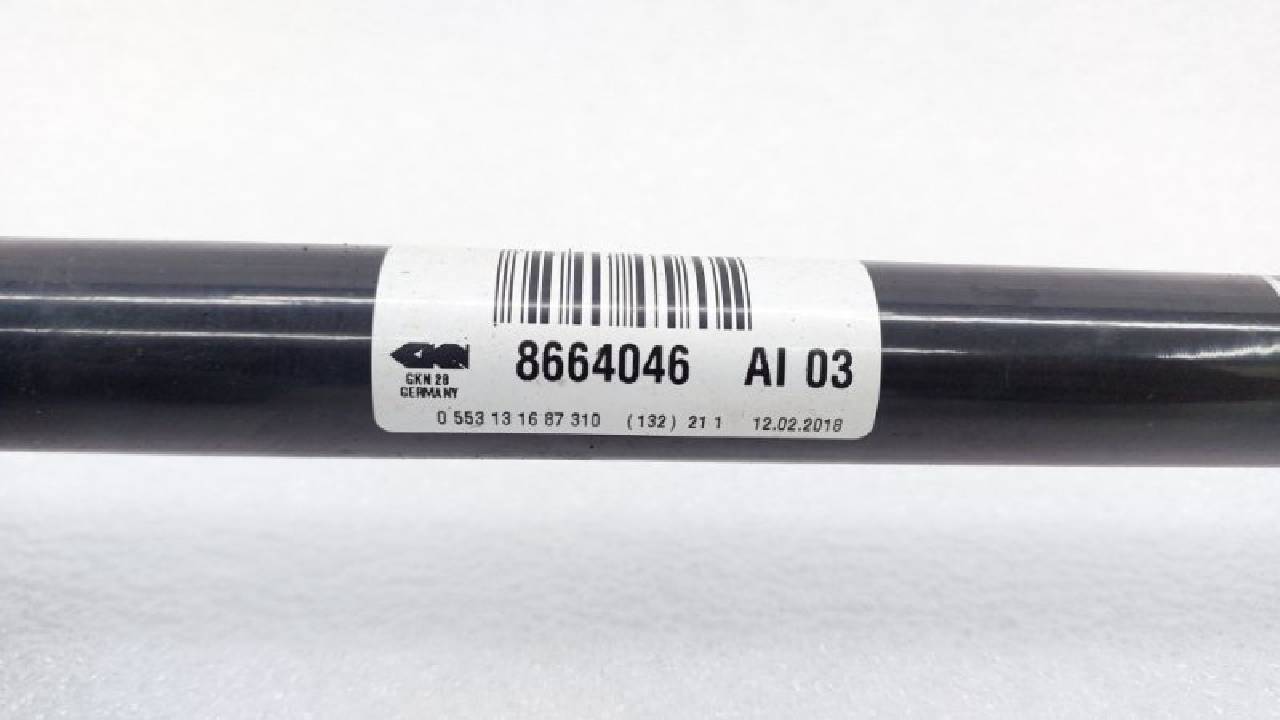 8664046 AI 03
GKN 28
GERMANY
0 553 13 16 87 310 (132) 21 1 12.02.2018